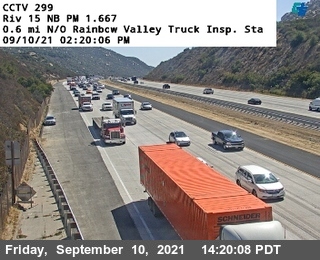 CCTV 299
Riv 15 NB PM 1.667
0.6 mi N/O Rainbcw Valley Truck Insp. Sta
09/10/21 02:20:06 PM
SCHNEIDER
Friday, September 10, 2021 14:20:08 PDT